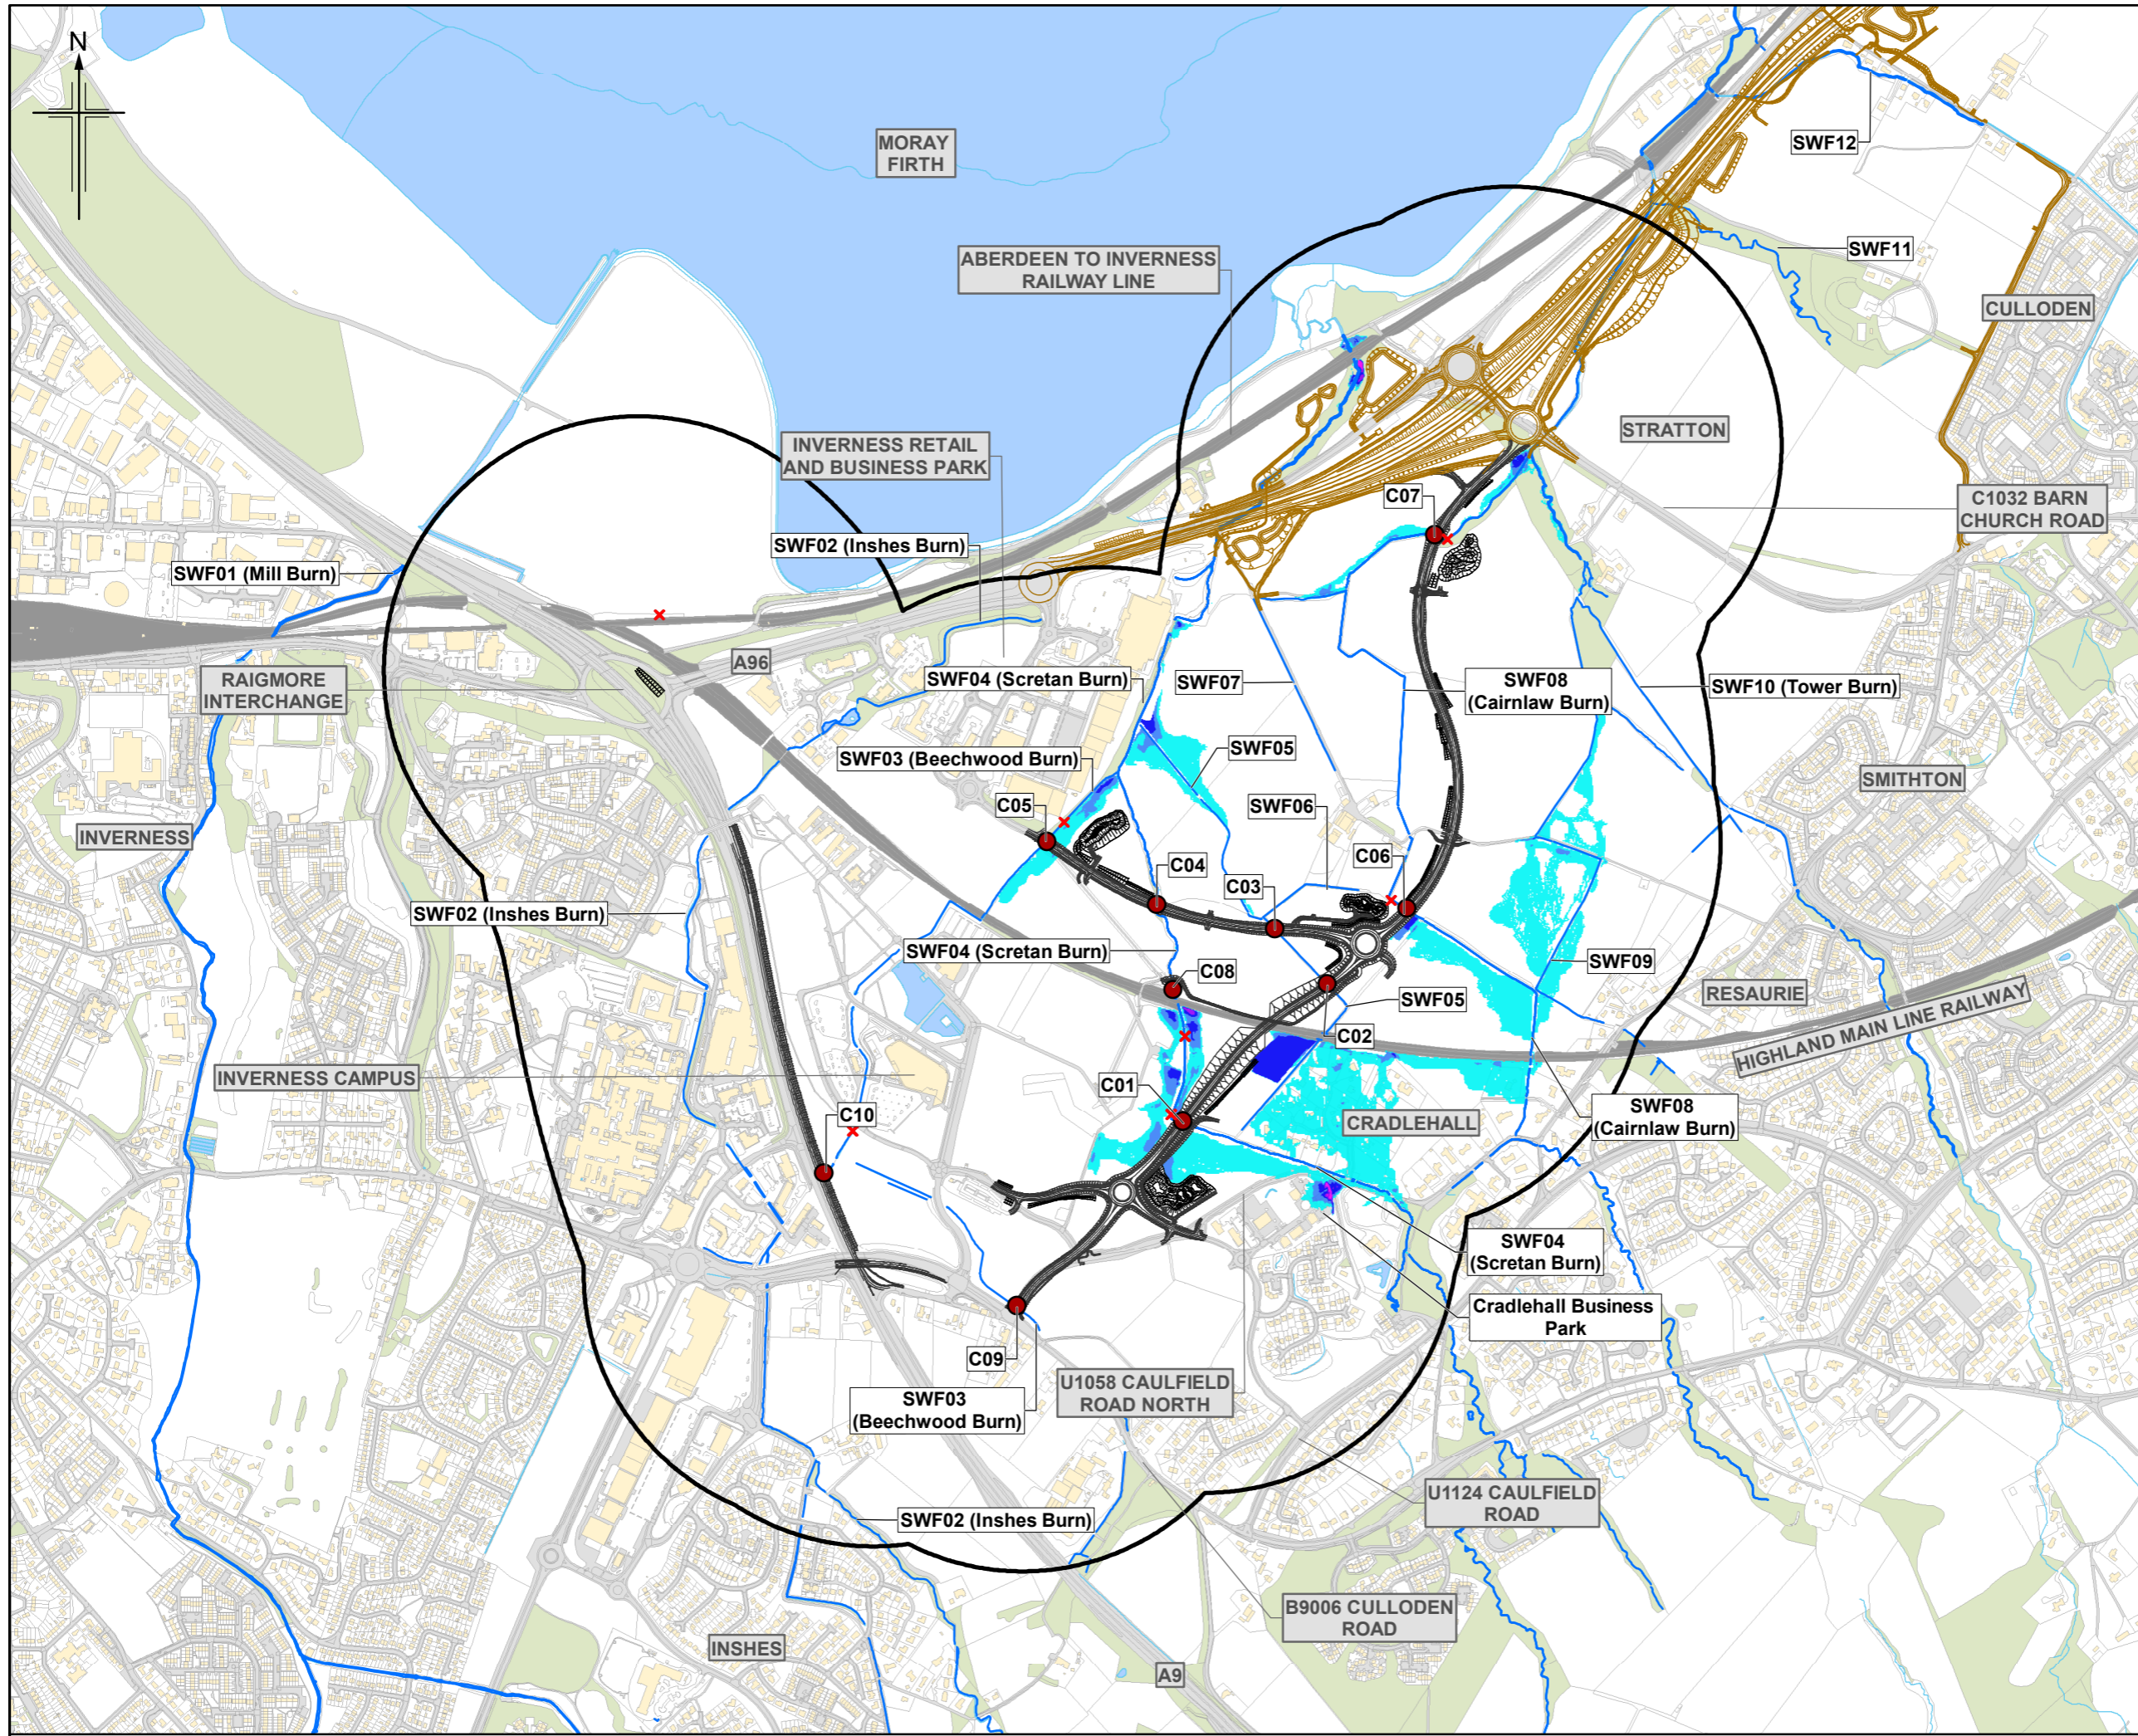 N
MORAY
FIRTH
SWF12
SWF11
ABERDEEN TO INVERNESS
RAILWAY LINE
CULLODEN
STRATTON
INVERNESS RETAIL
AND BUSINESS PARK
C07
C1032 BARN
CHURCH ROAD
SWF02 (Inshes Burn)
SWF01 (Mill Burn)
A96
RAIGMORE
INTERCHANGE
SWF04 (Scretan Burn)
SWF07
SWF08
(Cairnlaw Burn)
SWF10 (Tower Burn)
SWF05
SWF03 (Beechwood Burn)
SMITHTON
C05
SWF06
INVERNESS
C06
C04
C03
SWF02 (Inshes Burn)
SWF04 (Scretan Burn)
SWF09
C08
RESAURIE
SWF05
HIGHLAND MAIN LINE RAILWAY
C02
INVERNESS CAMPUS
C01
C10
SWF08
(Cairnlaw Burn)
CRADLEHALL
SWF04
(Scretan Burn)
Cradlehall Business
Park
C09
U1058 CAULFIELD
ROAD NORTH
SWF03
(Beechwood Burn)
U1124 CAULFIELD
ROAD
SWF02 (Inshes Burn)
B9006 CULLODEN
ROAD
INSHES
A9